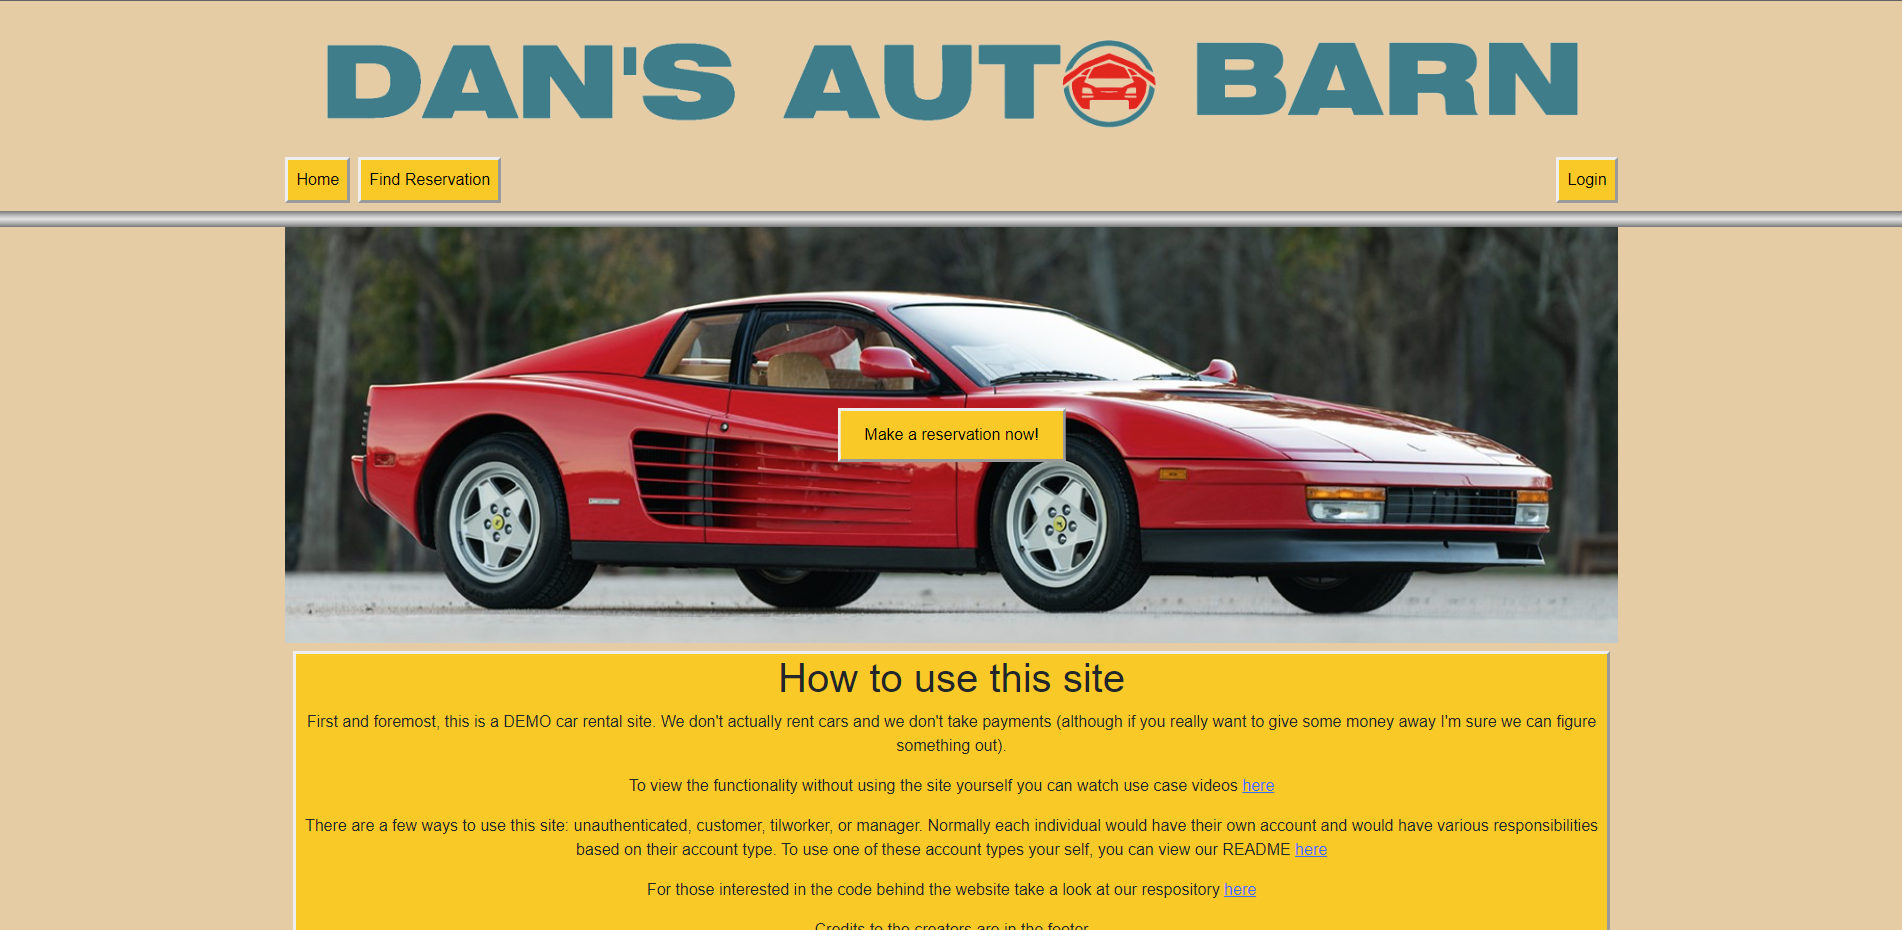 DAN'S AUTO BARN
Home Find Reservation Login
Make a reservation now!
How to use this site
First and foremost, this is a DEMO car rental site. We don't actually rent cars and we don't take payments (although if you really want to give some money away I'm sure we can figure
something out).
To view the functionality without using the site yourself you can watch use case videos here
There are a few ways to use this site: unauthenticated, customer, tilworker, or manager. Normally each individual would have their own account and would have various responsibilities
based on their account type. To use one of these account types your self, you can view our README here
For those interested in the code behind the website take a look at our respository here
Credits to the creators are in the footer